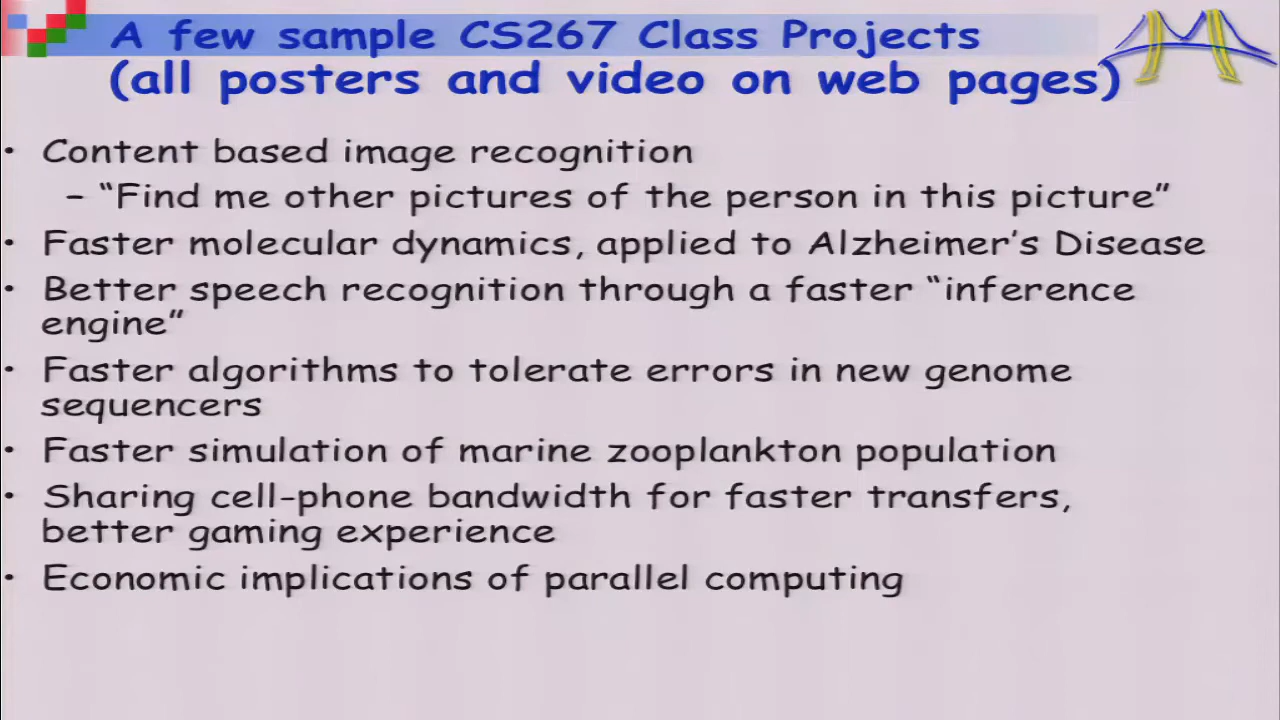 A few sample CS267 Class Projects
(all posters and video on web pages)
• Content based image recognition
– “Find me other pictures of the person in this picture”
• Faster molecular dynamics, applied to Alzheimer’s Disease
• Better speech recognition through a faster “inference
engine”
• Faster algorithms to tolerate errors in new genome
sequencers
• Faster simulation of marine zooplankton population
• Sharing cell-phone bandwidth for faster transfers,
better gaming experience
• Economic implications of parallel computing